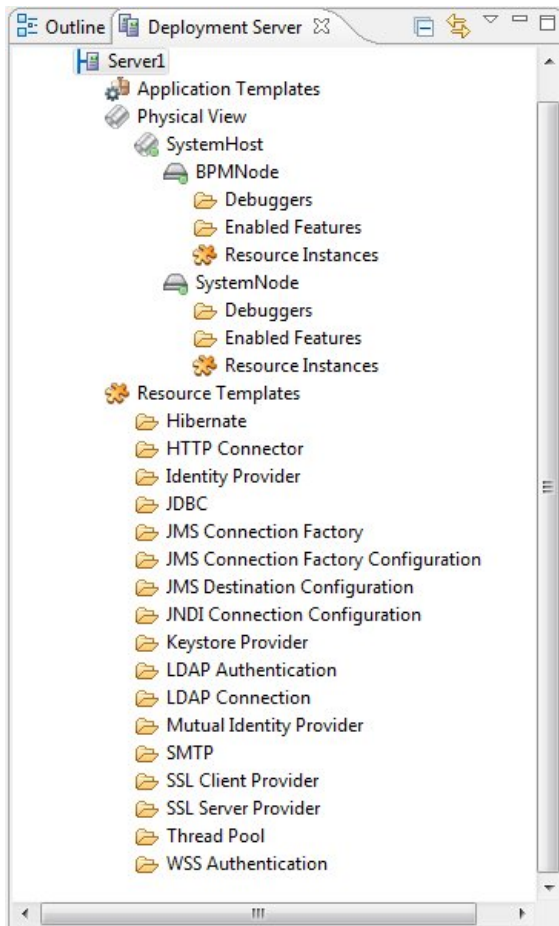 Outline Deployment Server
Server1
Application Templates
Physical View
SystemHost
BPMNode
Debuggers
Enabled Features
Resource Instances
SystemNode
Debuggers
Enabled Features
Resource Instances
Resource Templates
Hibernate
HTTP Connector
Identity Provider
JDBC
JMS Connection Factory
JMS Connection Factory Configuration
JMS Destination Configuration
JNDI Connection Configuration
Keystore Provider
LDAP Authentication
LDAP Connection
Mutual Identity Provider
SMTP
SSL Client Provider
SSL Server Provider
Thread Pool
WSS Authentication